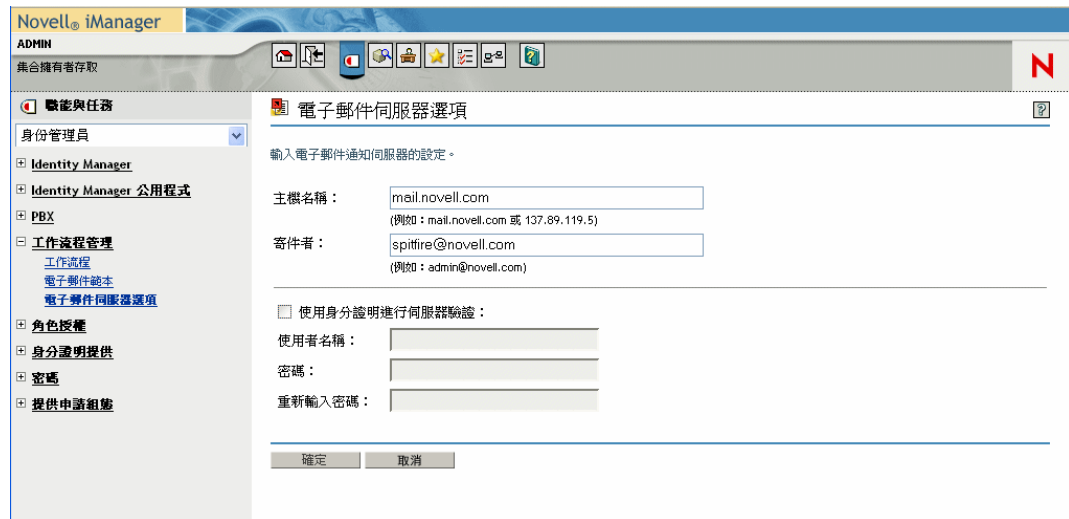 Novell® iManager
ADMIN
集合擁有者存取
N
職能與任務
身份管理員
Identity Manager
Identity Manager 公用程式
PBX
工作流程管理
工作流程
電子郵件範本
電子郵件伺服器選項
角色授權
身分證明提供
密碼
提供申請組態
電子郵件伺服器選項
?
輸入電子郵件通知伺服器的設定。
主機名稱： mail.novell.com
(例如：mail.novell.com 或 137.89.119.5)
寄件者： spitfire@novell.com
(例如：admin@novell.com)
使用身分證明進行伺服器驗證：
使用者名稱：
密碼：
重新輸入密碼：
確定 取消